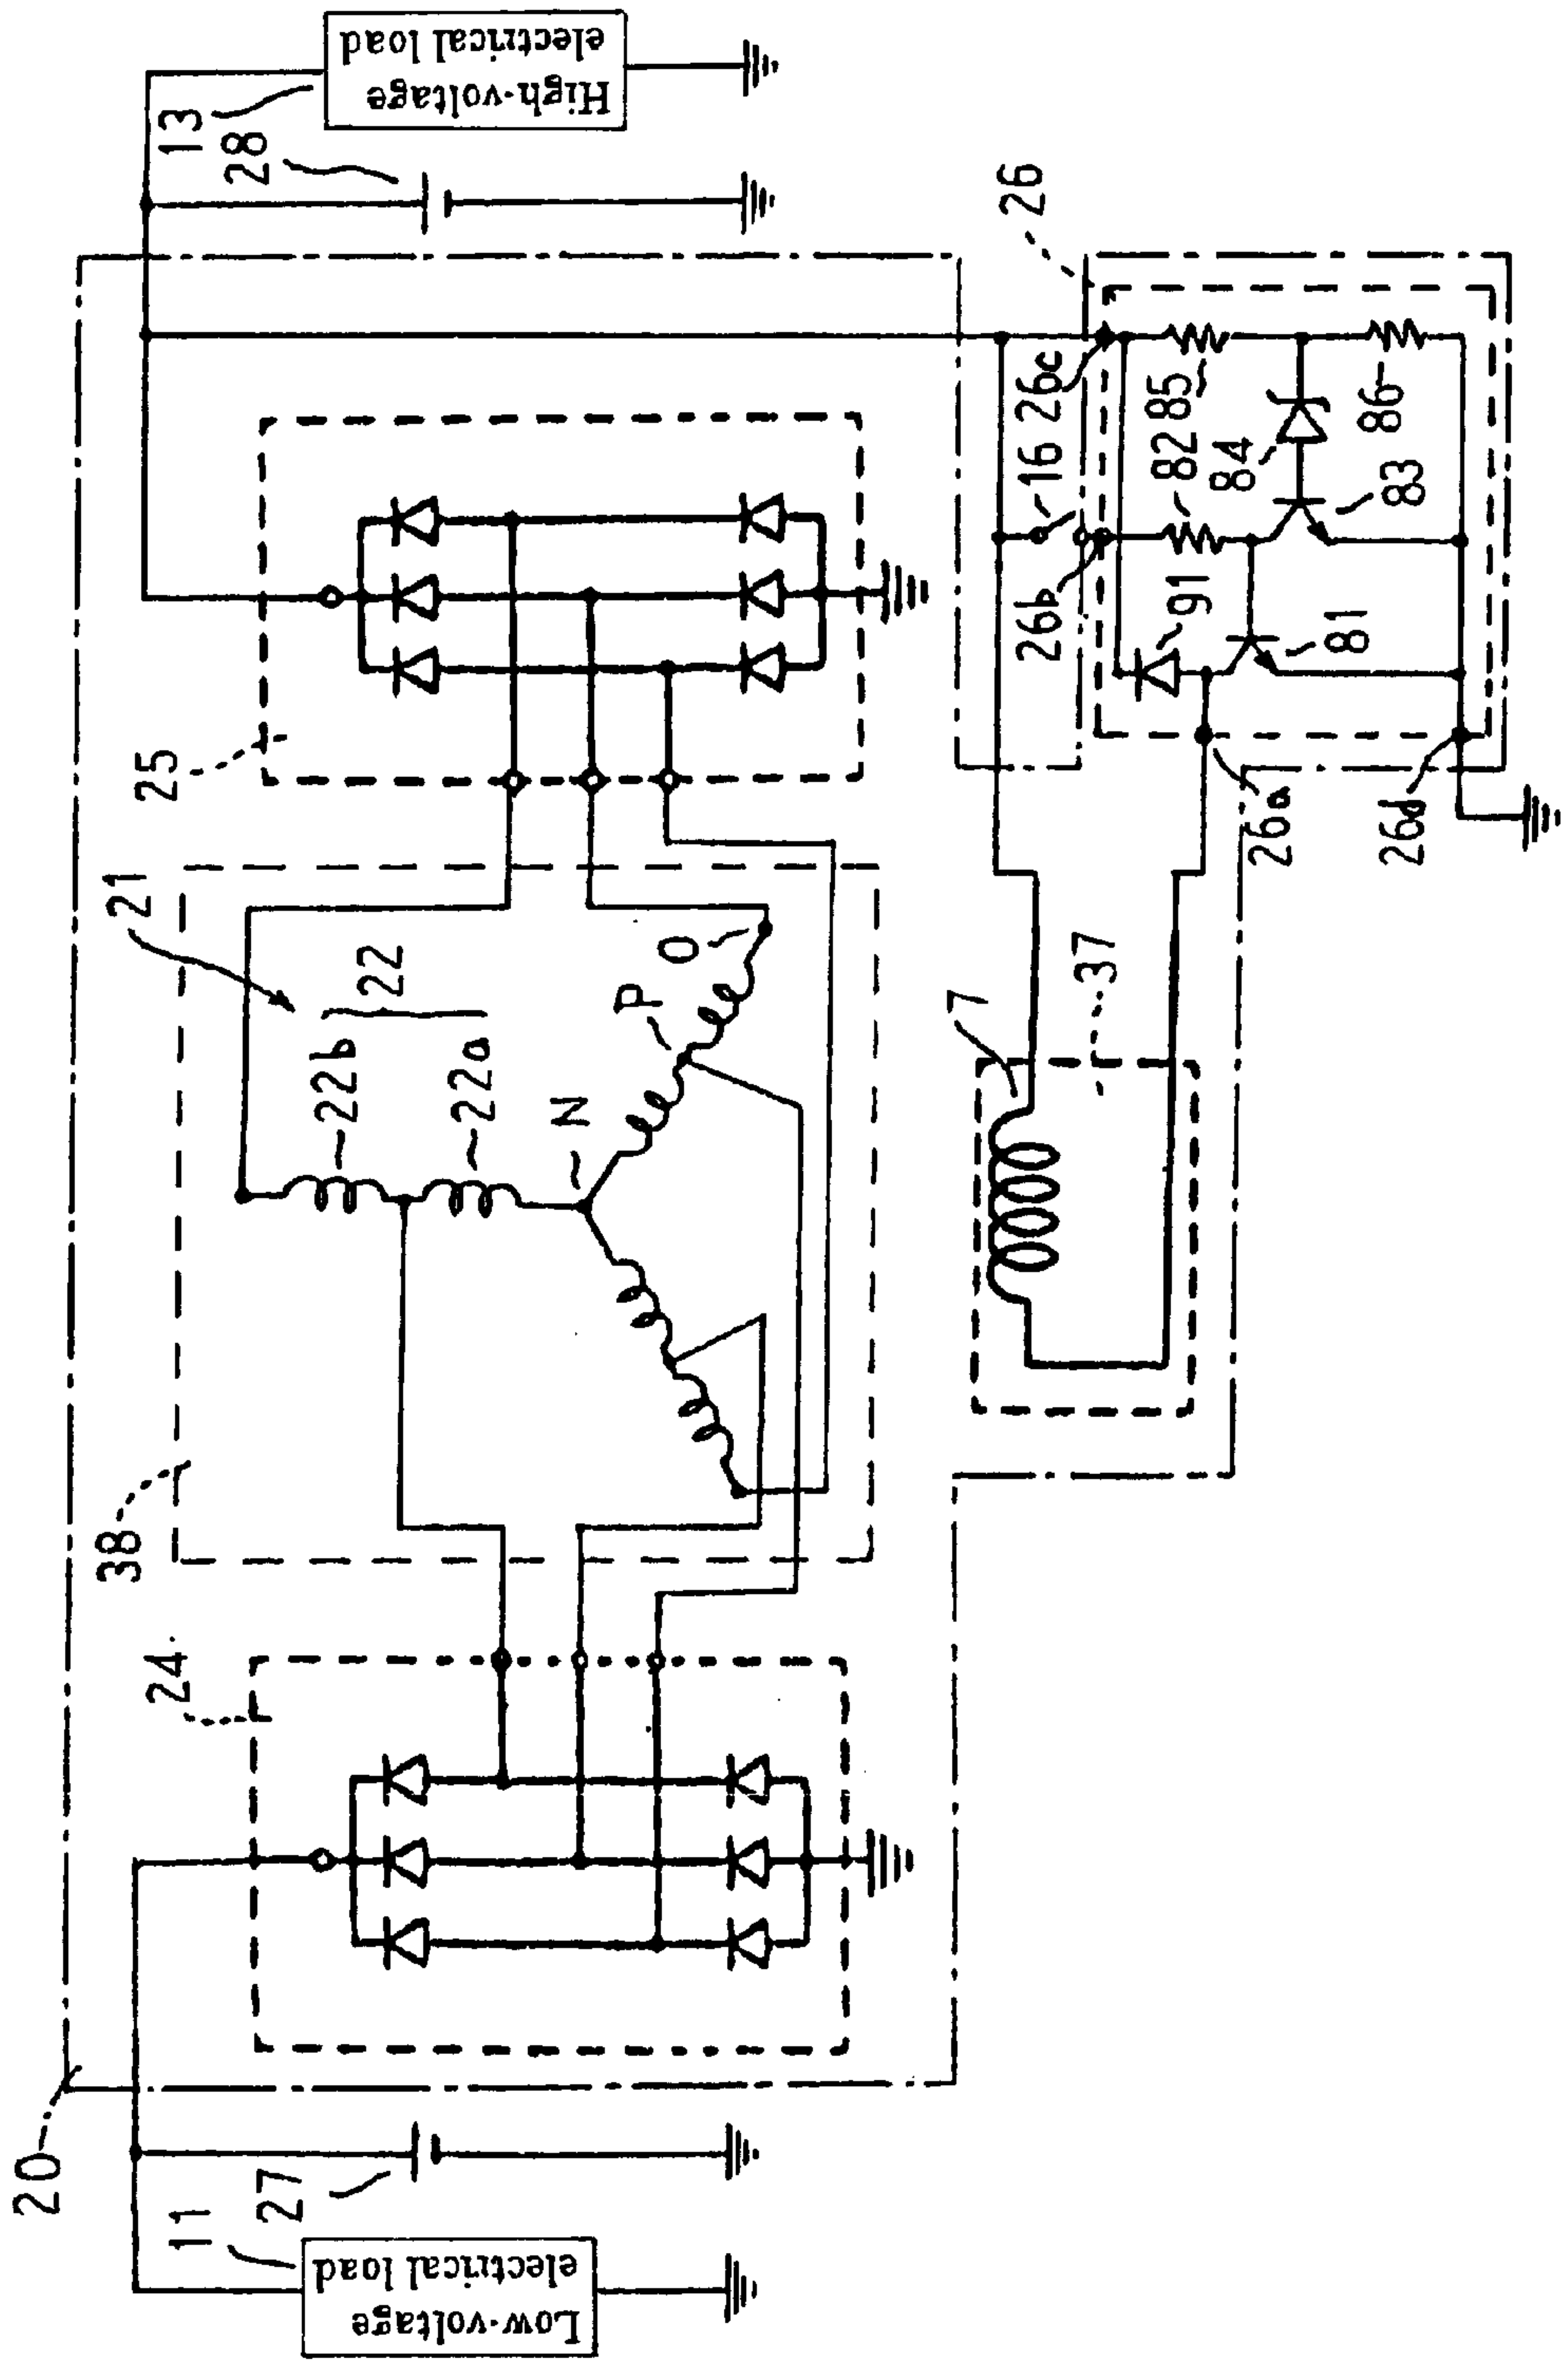 20
11
Low-voltage
electrical load
27
24
38
21
22
22b
22a
N
P
O
25
13
High-voltage
electrical load
28
26
7
37
16
26c
26b
82
85
84
86
91
81
83
26a
26d